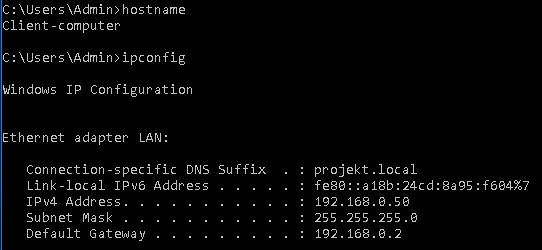 C:\Users\Admin>hostname
Client-computer
C:\Users\Admin>ipconfig
Windows IP Configuration
Ethernet adapter LAN:
Connection-specific DNS Suffix  . : projekt.local
Link-local IPv6 Address . . . . . : fe80::a18b:24cd:8a95:f604%7
IPv4 Address. . . . . . . . . . . : 192.168.0.50
Subnet Mask . . . . . . . . . . . : 255.255.255.0
Default Gateway . . . . . . . . . : 192.168.0.2